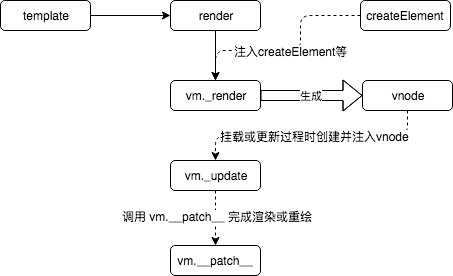 template
render
createElement
注入createElement等
vm._render
生成
vnode
挂载或更新过程时创建并注入vnode
vm._update
调用 vm.__patch__ 完成渲染或重绘
vm.__patch__